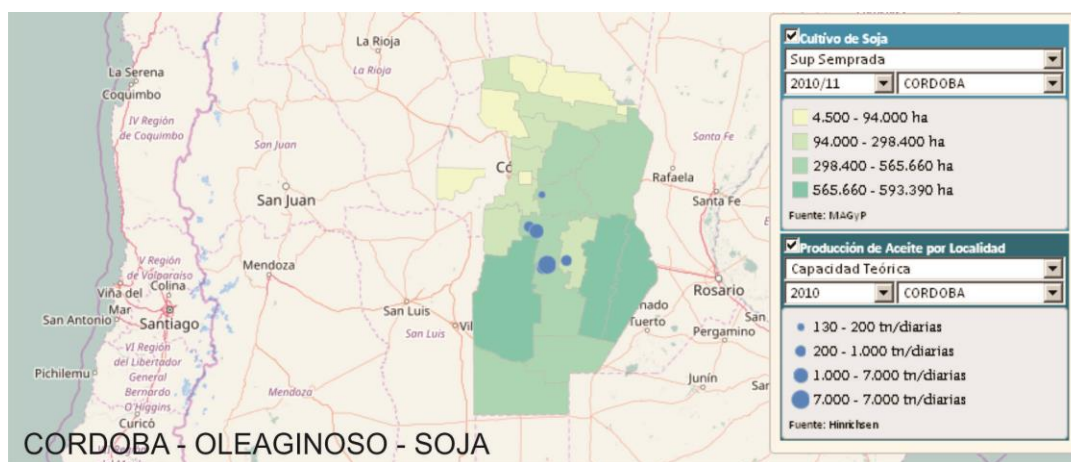 La Rioja
La Rioja
La Serena
Coquimbo
IV Región
de Coquimbo
San Juan
San Juan
Santa Fe
Rafaela
Santa Fe
Có
Mendoza
V Región
de Valparaíso
Viña del
Mar
Colina
San Antonio
Santiago
San Luis
San Luis
Rosario
nado
Tuerto
San
Pergamino
VI Región
del Libertador
General
Bernardo
O'Higgins
Pichilemu
Mendoza
Junín
Curicó
CORDOBA - OLEAGINOSO - SOJA
Cultivo de Soja
Sup Semprada
2010/11 CORDOBA
4.500 - 94.000 ha
94.000 - 298.400 ha
298.400 - 565.660 ha
565.660 - 593.390 ha
Fuente: MAGyP
Producción de Aceite por Localidad
Capacidad Teórica
2010 CORDOBA
130 - 200 tn/diarias
200 - 1.000 tn/diarias
1.000 - 7.000 tn/diarias
7.000 - 7.000 tn/diarias
Fuente: Hinrichsen